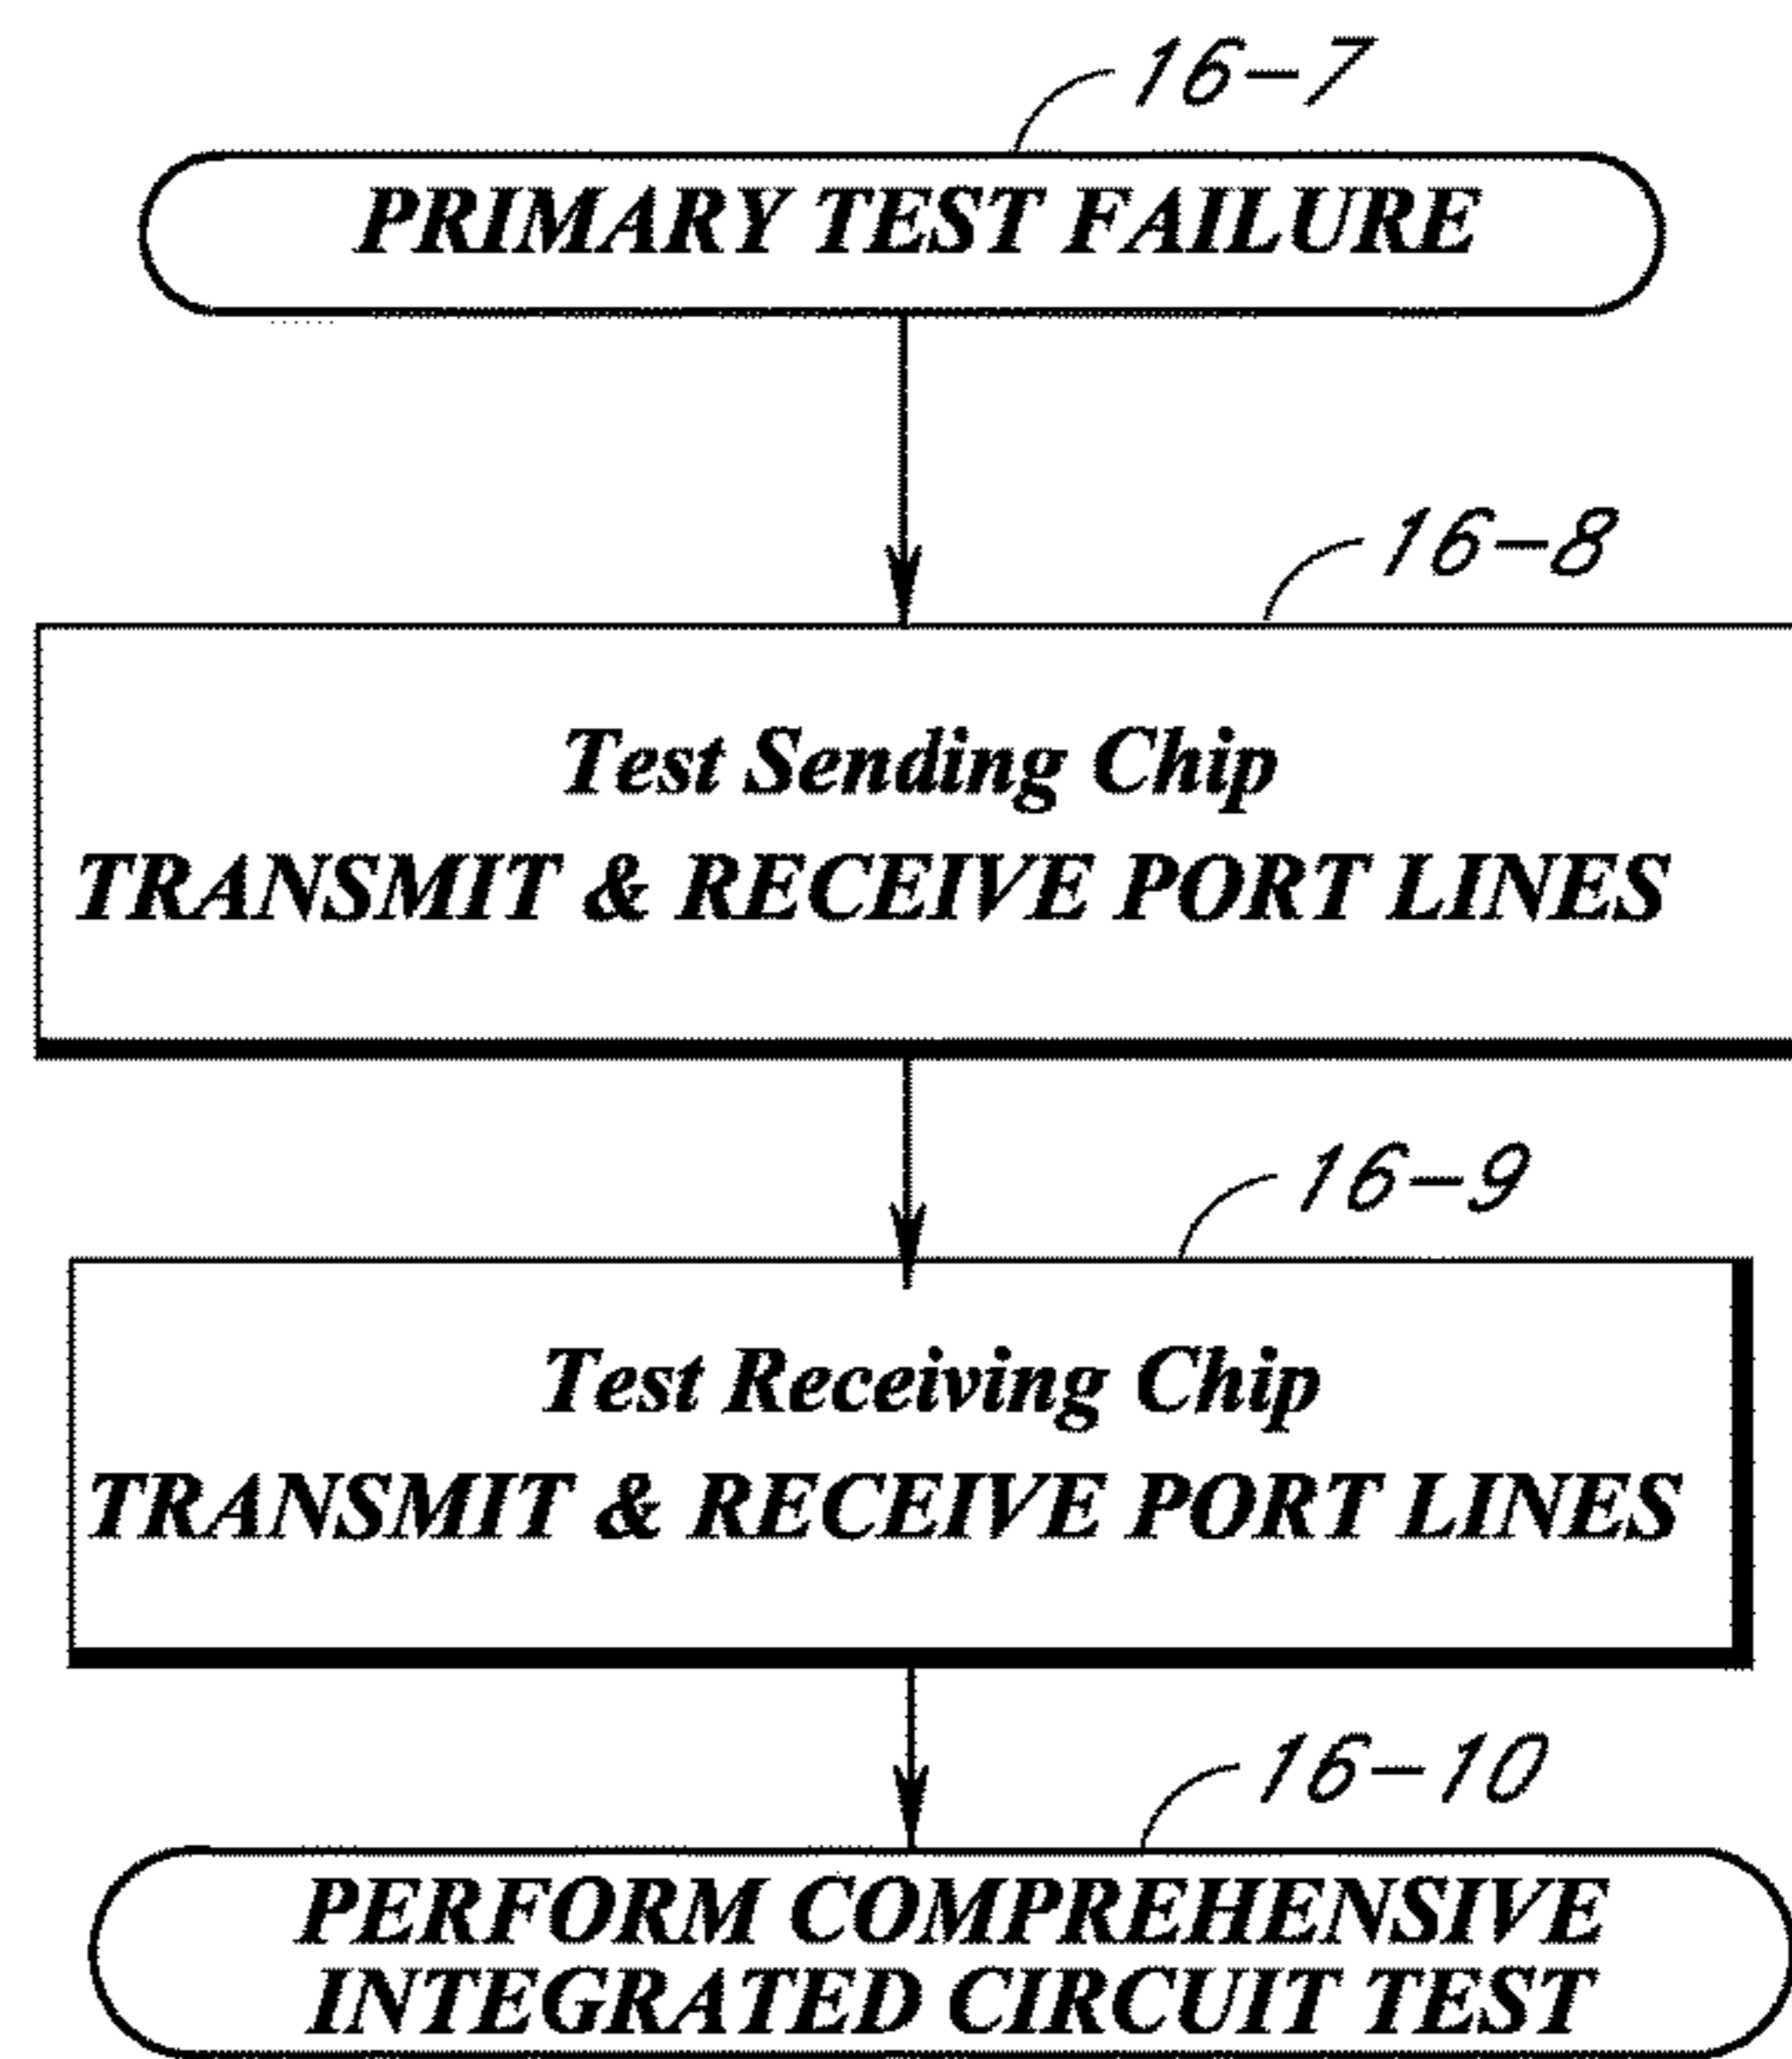 16-7
PRIMARY TEST FAILURE
16-8
Test Sending Chip
TRANSMIT & RECEIVE PORT LINES
16-9
Test Receiving Chip
TRANSMIT & RECEIVE PORT LINES
16-10
PERFORM COMPREHENSIVE
INTEGRATED CIRCUIT TEST